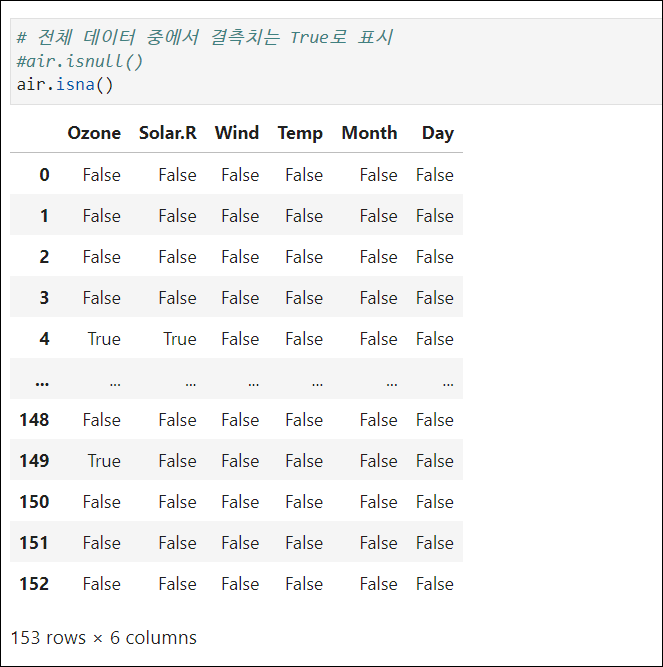 # 전체 데이터 중에서 결측치는 True로 표시
#air.isnull()
air.isna()
Ozone Solar.R Wind Temp Month Day
0 False False False False False False
1 False False False False False False
2 False False False False False False
3 False False False False False False
4 True True False False False False
... ... ... ... ... ... ...
148 False False False False False False
149 True False False False False False
150 False False False False False False
151 False False False False False False
152 False False False False False False
153 rows × 6 columns